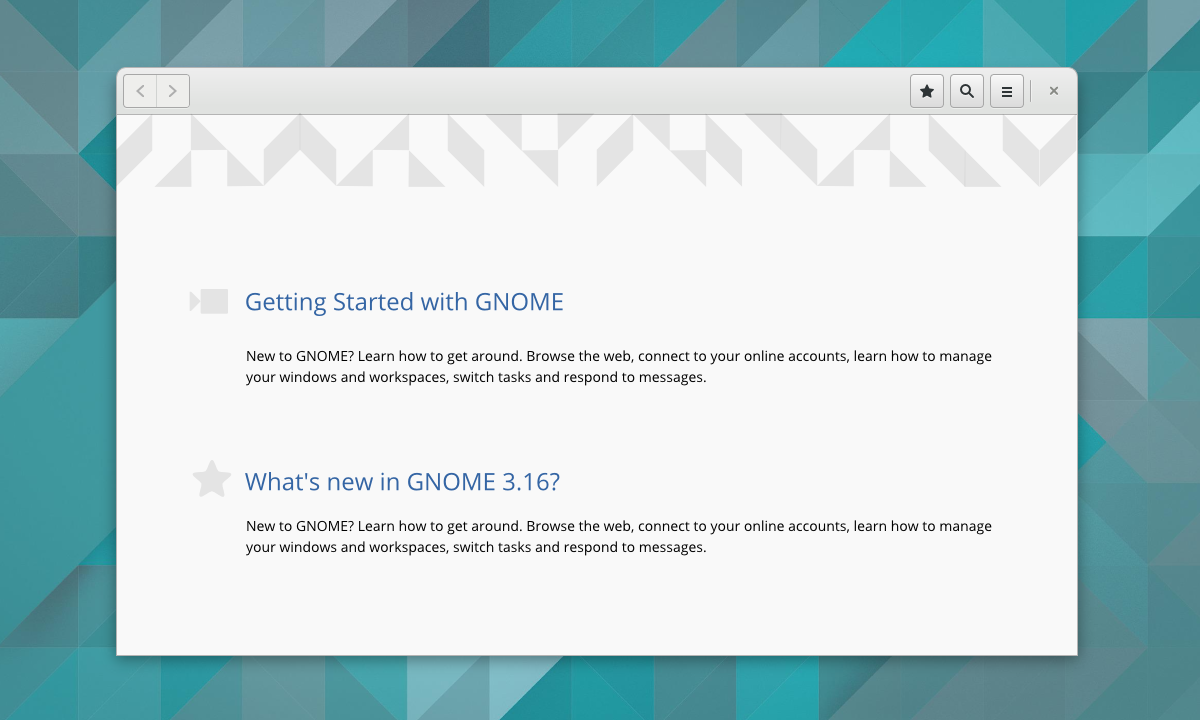 Getting Started with GNOME
New to GNOME? Learn how to get around. Browse the web, connect to your online accounts, learn how to manage
your windows and workspaces, switch tasks and respond to messages.
What's new in GNOME 3.16?
New to GNOME? Learn how to get around. Browse the web, connect to your online accounts, learn how to manage
your windows and workspaces, switch tasks and respond to messages.